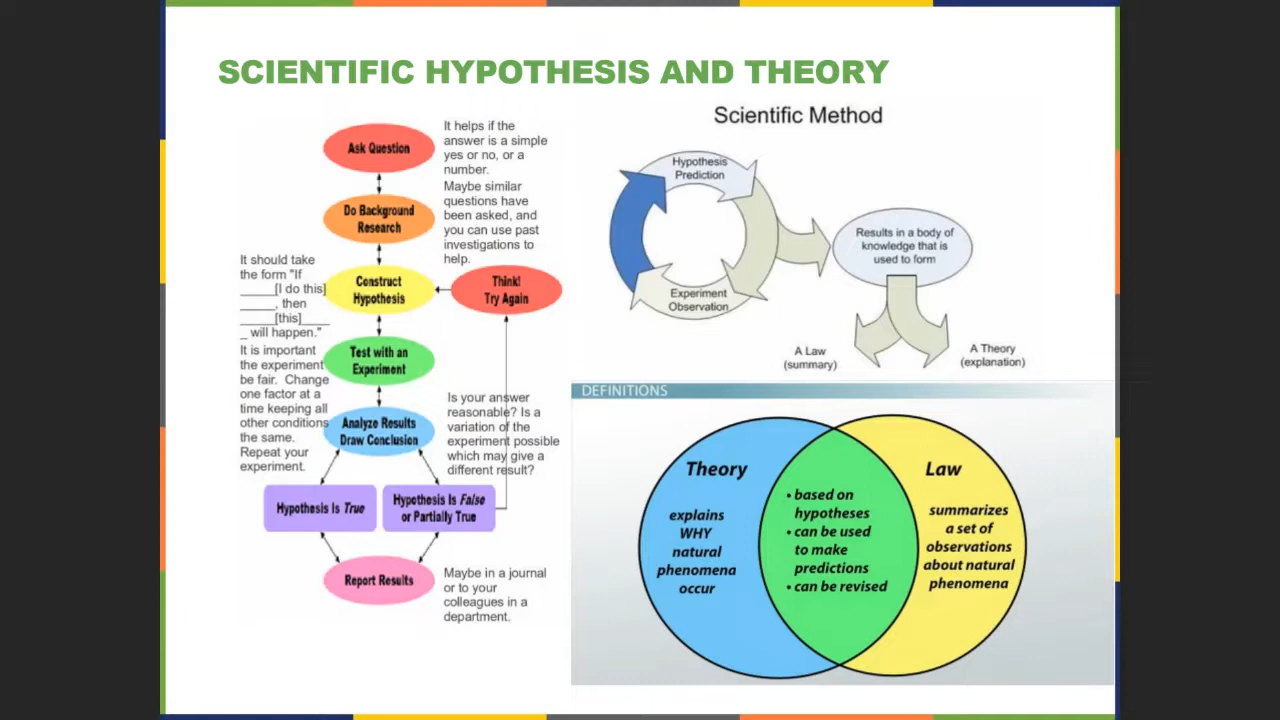 SCIENTIFIC HYPOTHESIS AND THEORY
Ask Question
It helps if the
answer is a simple
yes or no, or a
number.
Do Background
Research
Maybe similar
questions have
been asked, and
you can use past
investigations to
help.
It should take
the form "If
_____[I do this]
_____, then
_____[this]____
_ will happen."
Construct
Hypothesis
Think!
Try Again
It is important
the experiment
be fair. Change
one factor at a
time keeping all
other conditions
the same.
Repeat your
experiment.
Test with an
Experiment
Analyze Results
Draw Conclusion
Is your answer
reasonable? Is a
variation of the
experiment possible
which may give a
different result?
Hypothesis Is True
Hypothesis Is False
or Partially True
Report Results
Maybe in a journal
or to your
colleagues in a
department.
Scientific Method
Hypothesis
Prediction
Experiment
Observation
Results in a body of
knowledge that is
used to form
A Law
(summary)
A Theory
(explanation)
DEFINITIONS
Theory
explains
WHY
natural
phenomena
occur
• based on
hypotheses
• can be used
to make
predictions
• can be revised
Law
summarizes
a set of
observations
about natural
phenomena